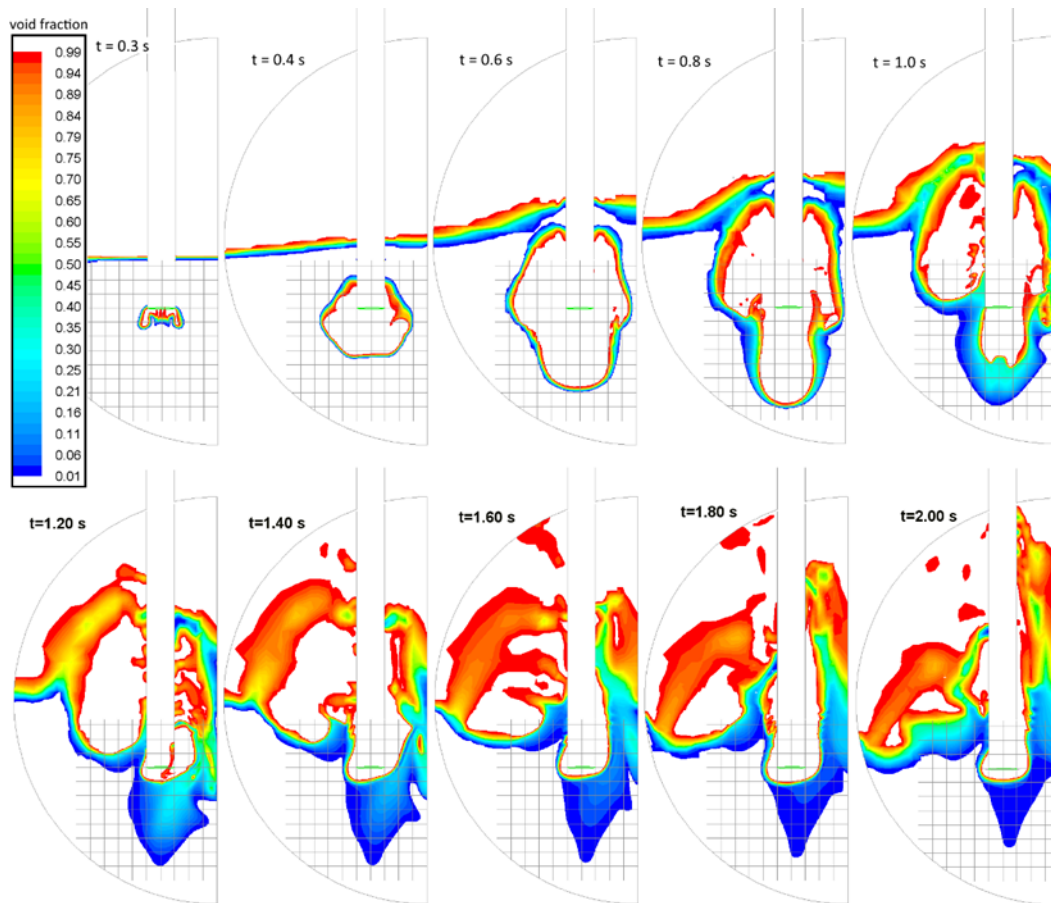 void fraction
t = 0.3 s
t = 0.4 s
t = 0.6 s
t = 0.8 s
t = 1.0 s
0.99
0.94
0.89
0.84
0.79
0.75
0.70
0.65
0.60
0.55
0.50
0.45
0.40
0.35
0.30
0.25
0.21
0.16
0.11
0.06
0.01
t=1.20 s
t=1.40 s
t=1.60 s
t=1.80 s
t=2.00 s